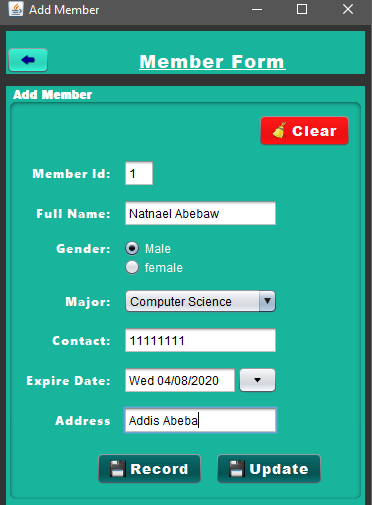 Add Member
Member Form
Add Member
Clear
Member Id: 1
Full Name: Natnael Abebaw
Gender: Male
female
Major: Computer Science
Contact: 11111111
Expire Date: Wed 04/08/2020
Address Addis Abeba
Record Update